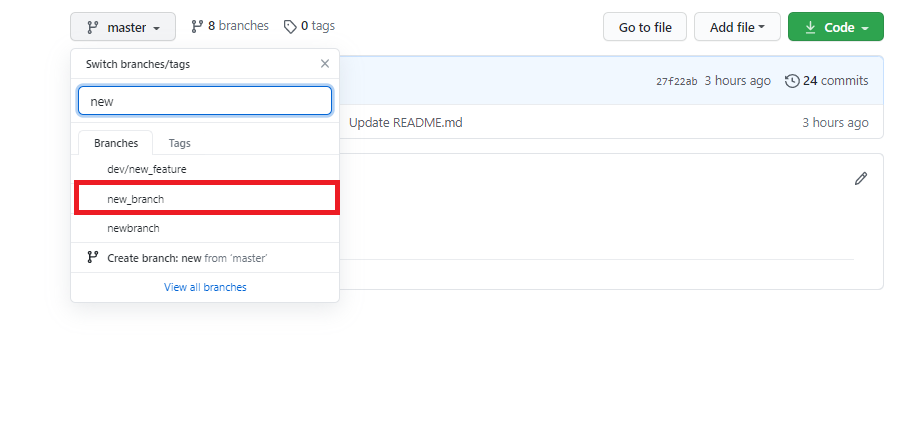 master 8 branches 0 tags Go to file Add file Code
Switch branches/tags
27f22ab 3 hours ago 24 commits
new
Update README.md 3 hours ago
Branches Tags
dev/new_feature
new_branch
newbranch
Create branch: new from 'master'
View all branches